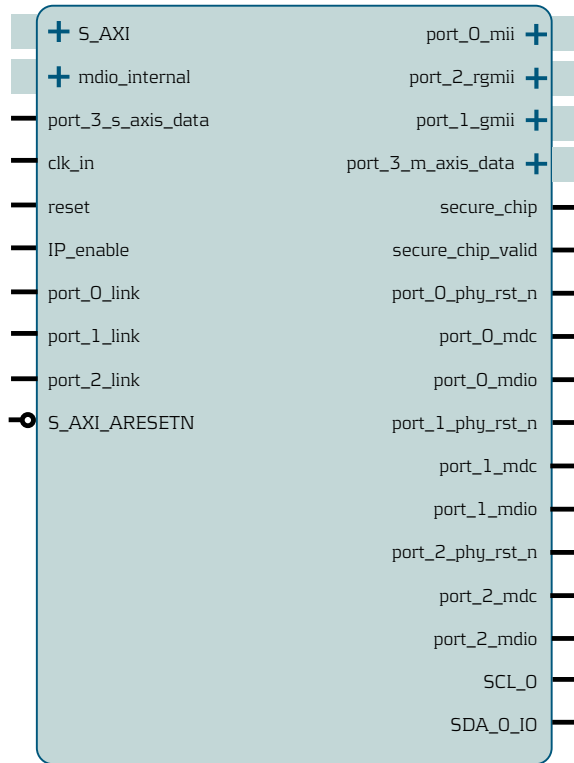 S_AXI
mdio_internal
port_3_s_axis_data
clk_in
reset
IP_enable
port_0_link
port_1_link
port_2_link
S_AXI_ARESETN
port_0_mii
port_2_rgmii
port_1_gmii
port_3_m_axis_data
secure_chip
secure_chip_valid
port_0_phy_rst_n
port_0_mdc
port_0_mdio
port_1_phy_rst_n
port_1_mdc
port_1_mdio
port_2_phy_rst_n
port_2_mdc
port_2_mdio
SCL_0
SDA_0_IO